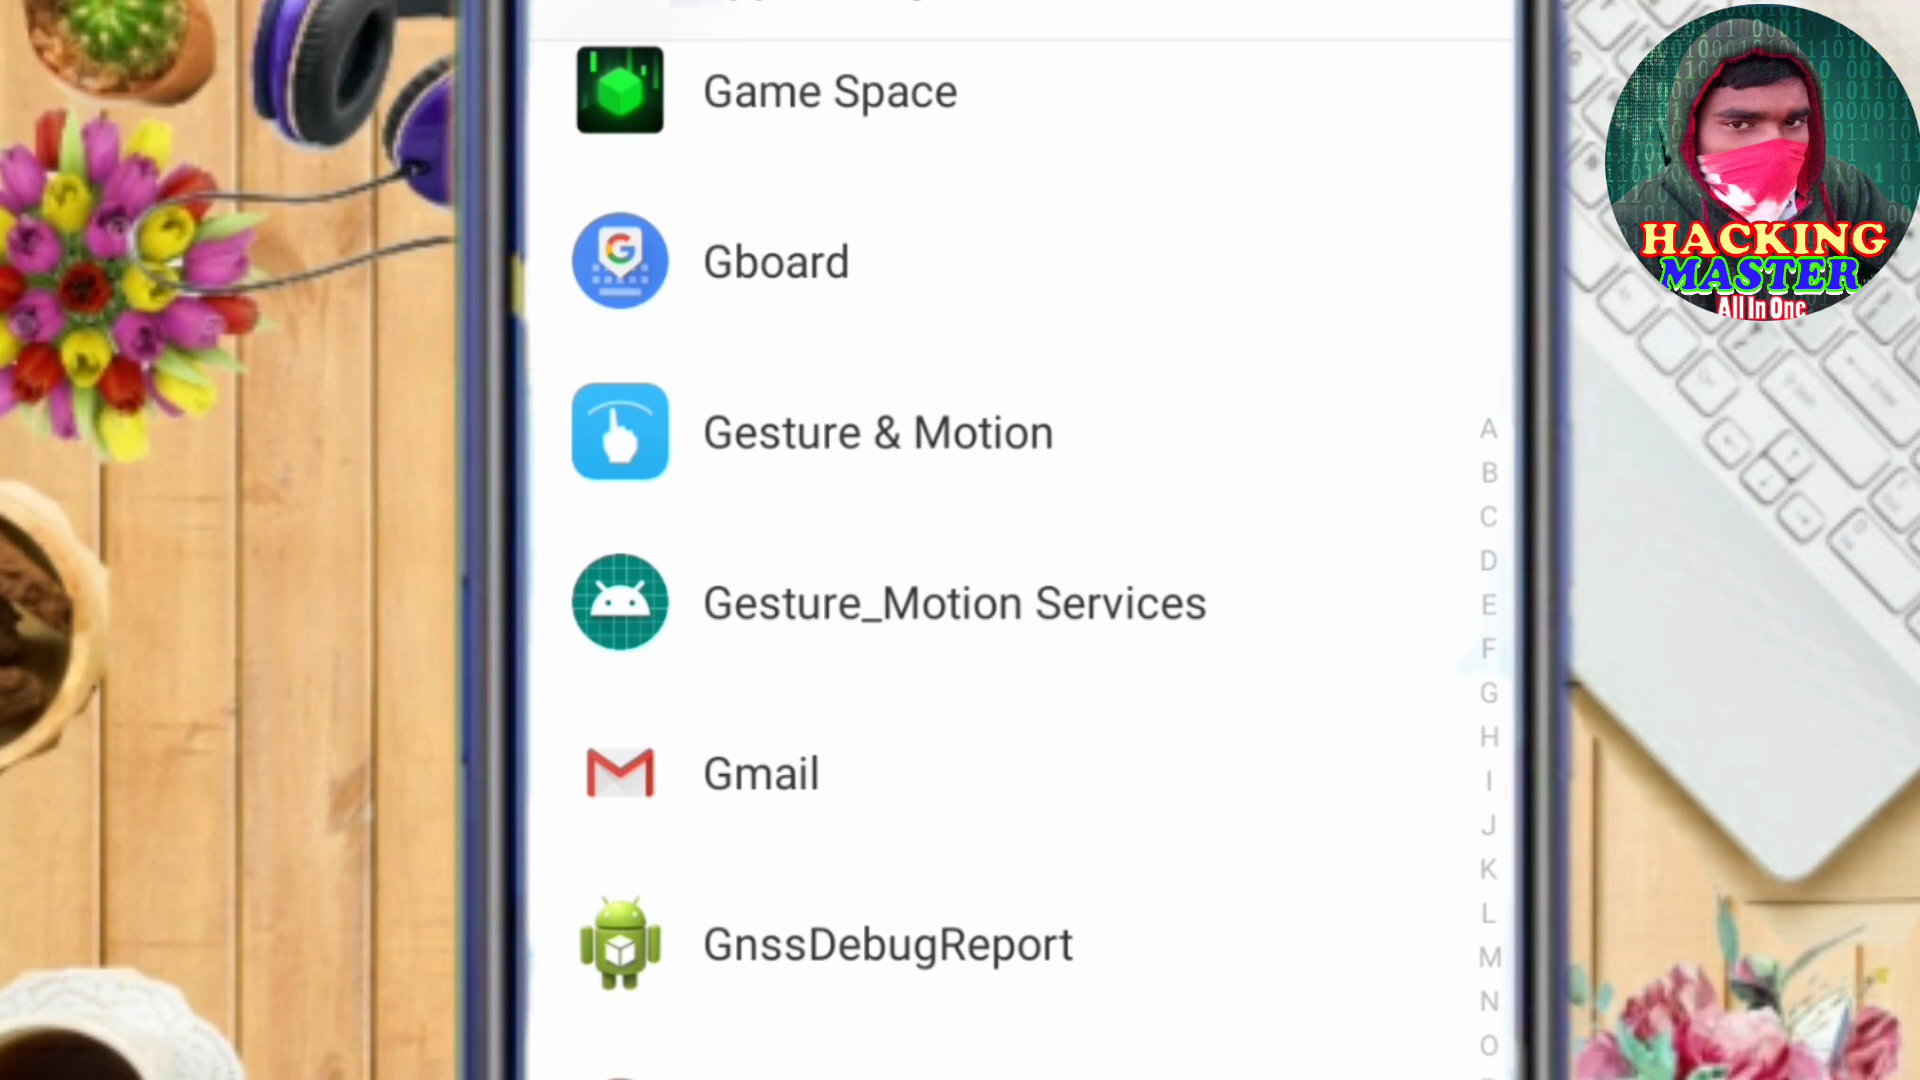 Game Space
Gboard
Gesture & Motion
Gesture_Motion Services
Gmail
GnssDebugReport
A
B
C
D
E
F
G
H
I
J
K
L
M
N
O
HACKING
MASTER
All In One